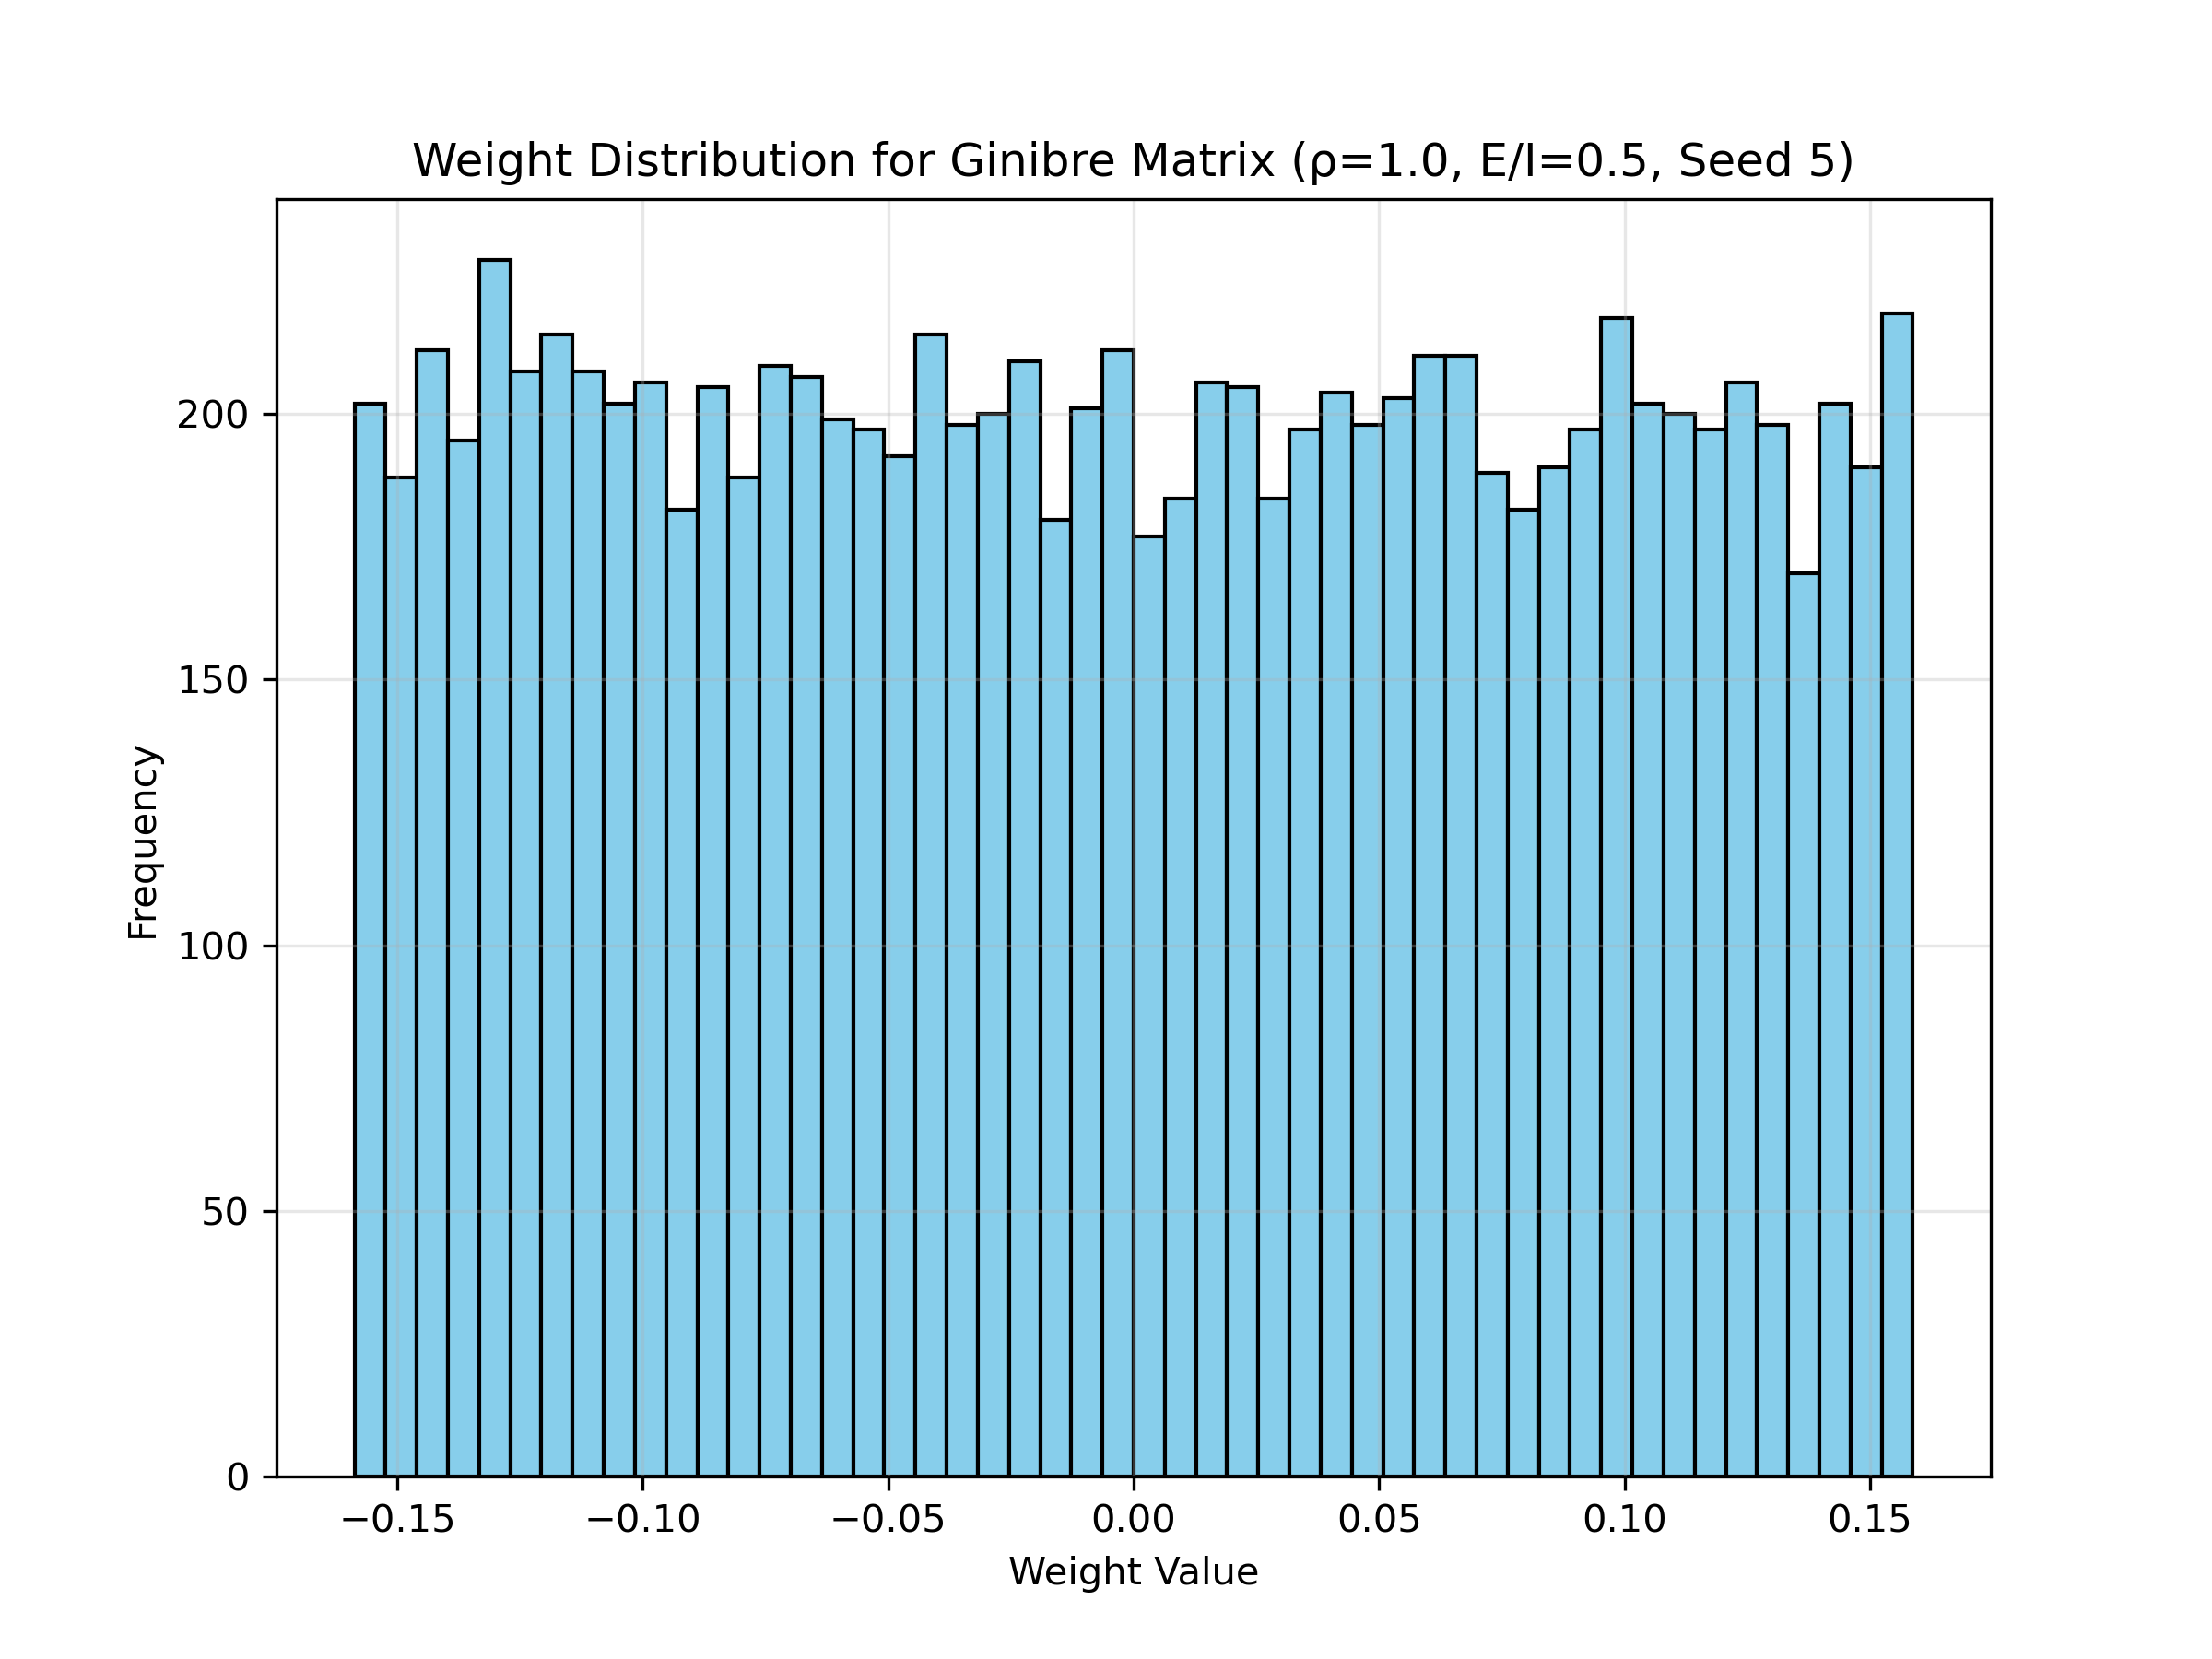 Weight Distribution for Ginibre Matrix (ρ=1.0, E/I=0.5, Seed 5)
Frequency
200
150
100
50
0
−0.15 −0.10 −0.05 0.00 0.05 0.10 0.15
Weight Value